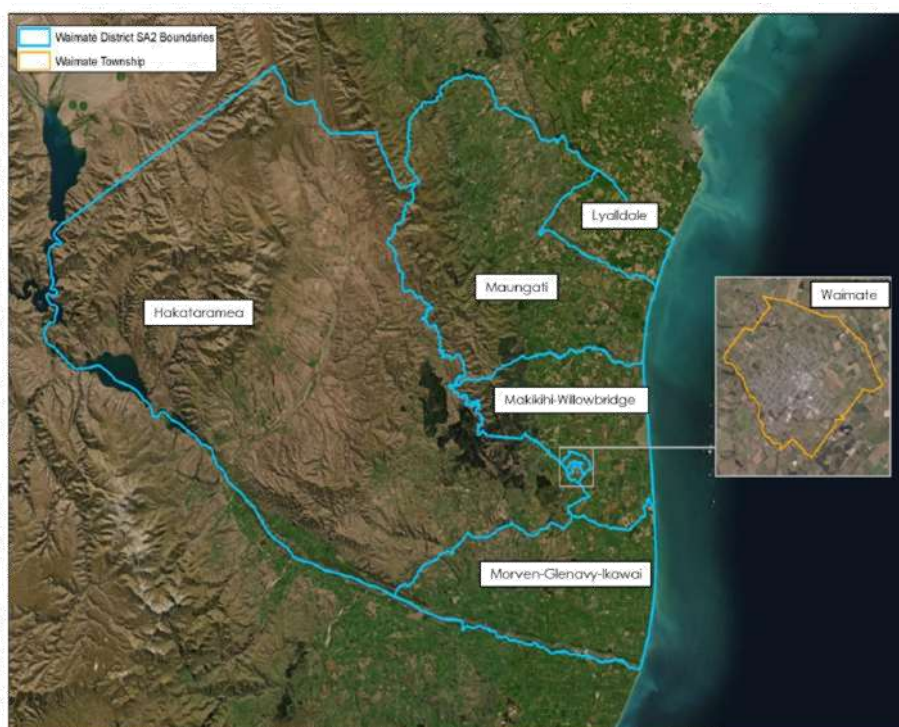 Waimate District SA2 Boundaries
Waimate Township
Lyalldale
Maungati
Waimate
Hakataramea
Makikihi-Willowbridge
Morven-Glenavy-Ikawai